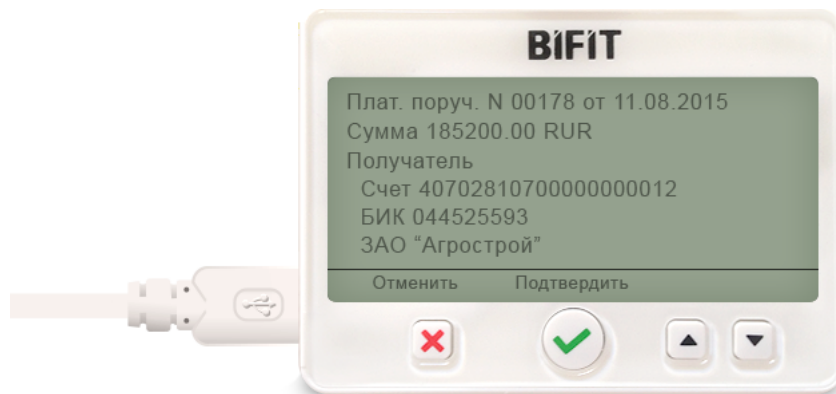 BIFIT
Плат. поруч. N 00178 от 11.08.2015
Сумма 185200.00 RUR
Получатель
Счет 40702810700000000012
БИК 044525593
ЗАО "Агрострой"
Отменить Подтвердить